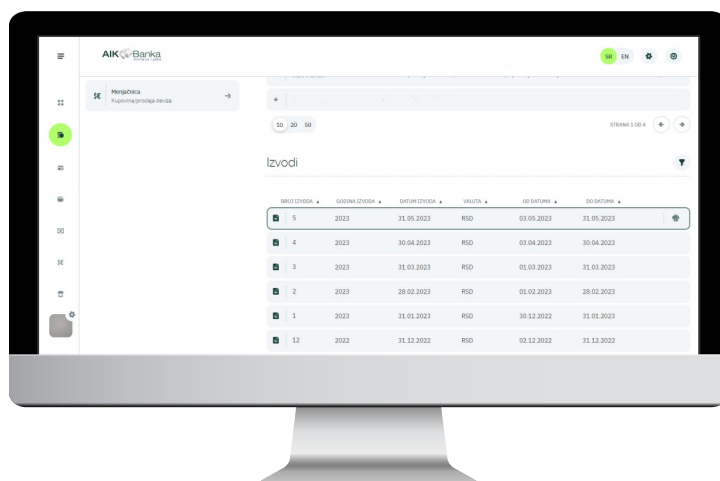 AIK Banka
SR EN
Menjačnica
Kupovina/prodaja deviza
10 20 50
STRANA 1 OD 4
Izvodi
BROJ IZVODA GODINA IZVODA DATUM IZVODA VALUTA OD DATUMA DO DATUMA
5 2023 31.05.2023 RSD 03.05.2023 31.05.2023
4 2023 30.04.2023 RSD 03.04.2023 30.04.2023
3 2023 31.03.2023 RSD 01.03.2023 31.03.2023
2 2023 28.02.2023 RSD 01.02.2023 28.02.2023
1 2023 31.01.2023 RSD 30.12.2022 31.01.2023
12 2022 31.12.2022 RSD 02.12.2022 31.12.2022